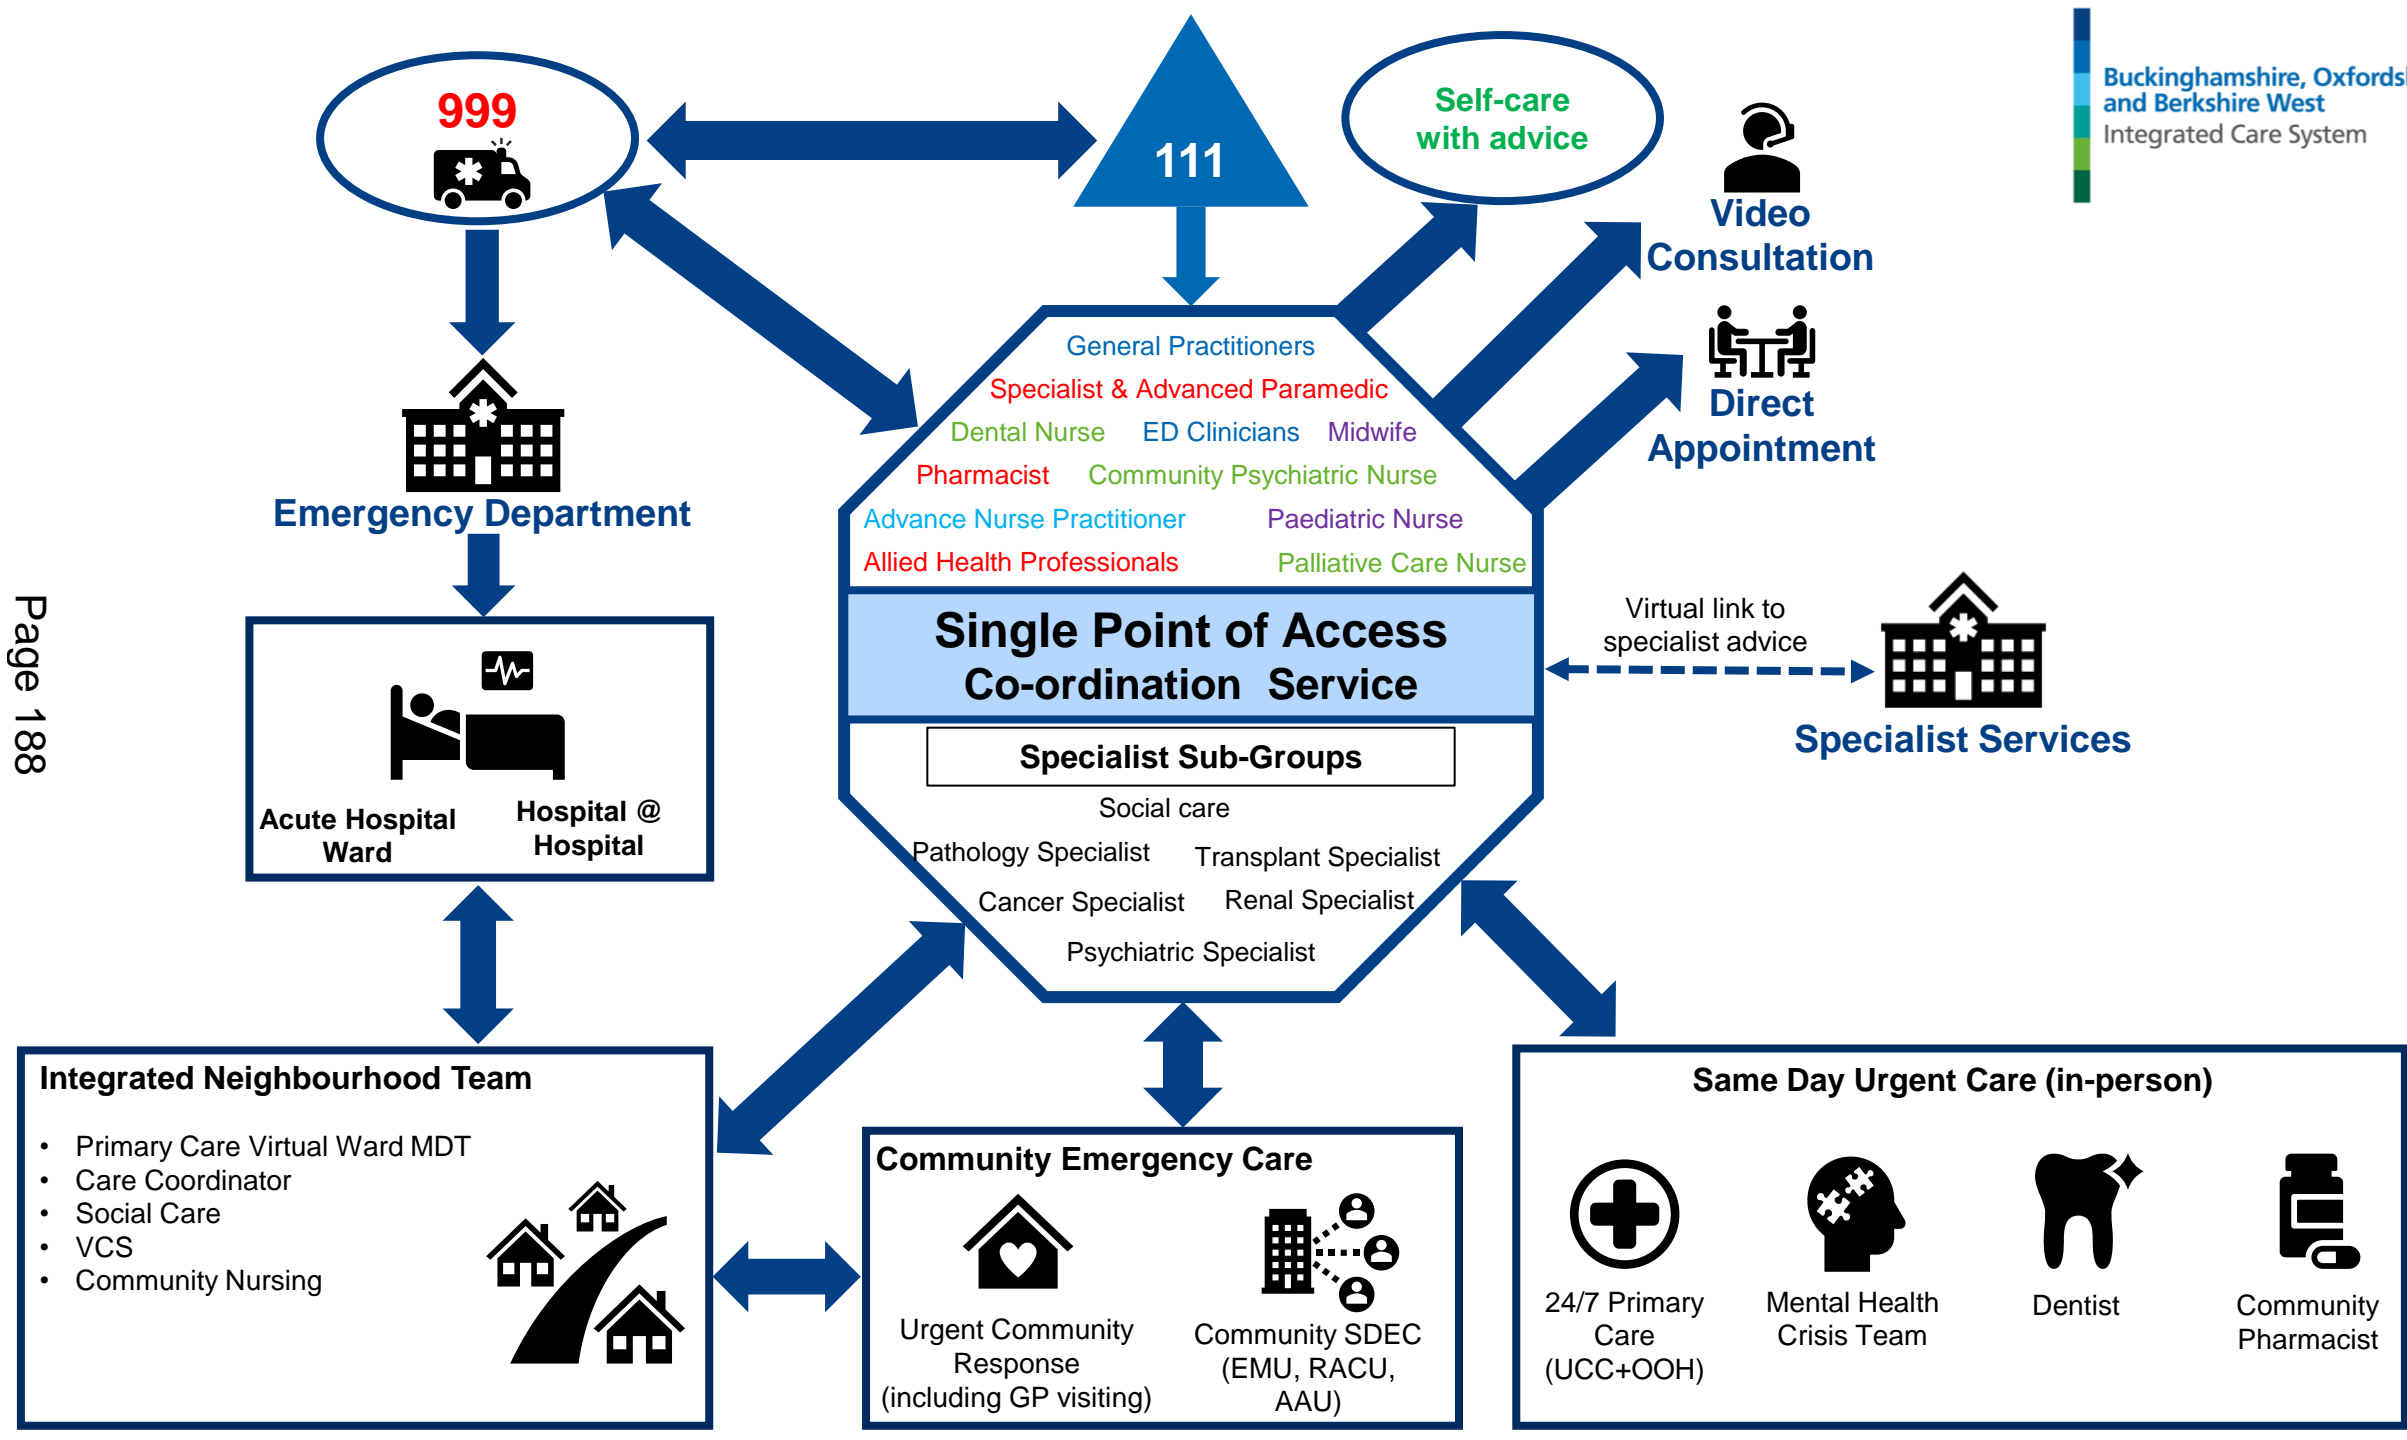 999
111
Self-care
with advice
Buckinghamshire, Oxfords
and Berkshire West
Integrated Care System
Video
Consultation
Direct
Appointment
Emergency Department
General Practitioners
Specialist & Advanced Paramedic
Dental Nurse ED Clinicians Midwife
Pharmacist Community Psychiatric Nurse
Advance Nurse Practitioner Paediatric Nurse
Allied Health Professionals Palliative Care Nurse
Single Point of Access
Co-ordination Service
Virtual link to
specialist advice
Specialist Services
Specialist Sub-Groups
Social care
Pathology Specialist Transplant Specialist
Cancer Specialist Renal Specialist
Psychiatric Specialist
Acute Hospital
Ward
Hospital @
Hospital
Page 188
Integrated Neighbourhood Team
• Primary Care Virtual Ward MDT
• Care Coordinator
• Social Care
• VCS
• Community Nursing
Community Emergency Care
Urgent Community
Response
(including GP visiting)
Community SDEC
(EMU, RACU,
AAU)
Same Day Urgent Care (in-person)
24/7 Primary
Care
(UCC+OOH)
Mental Health
Crisis Team
Dentist
Community
Pharmacist